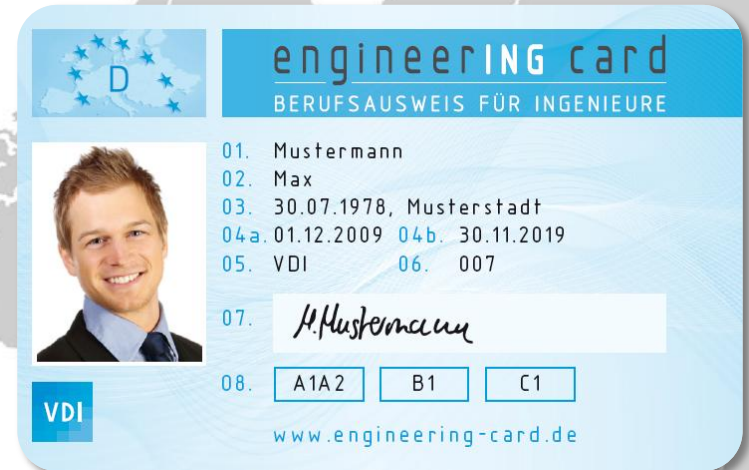 D
engineerING card
BERUFSAUSWEIS FÜR INGENIEURE
01. Mustermann
02. Max
03. 30.07.1978, Musterstadt
04a. 01.12.2009 04b. 30.11.2019
05. VDI 06. 007
07. M.Mustermann
08. A1A2 B1 C1
VDI
www.engineering-card.de